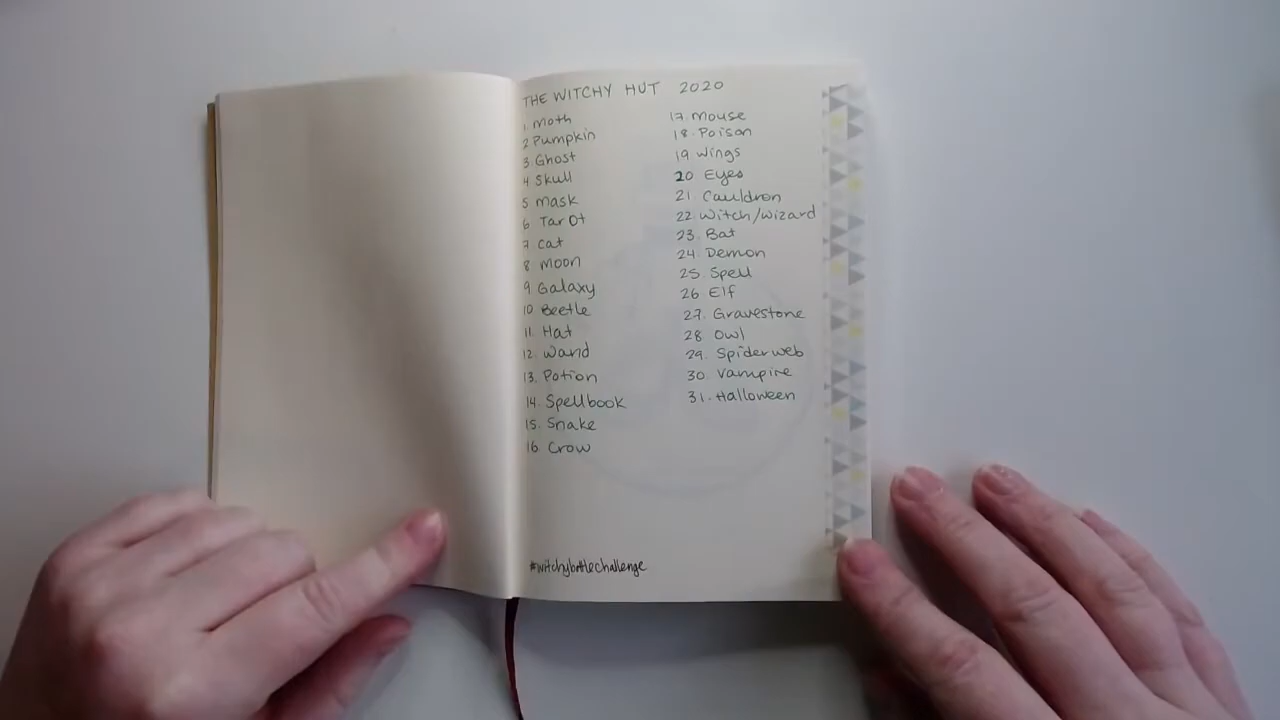 THE WITCHY HUT 2020
1 Moth
2 Pumpkin
3 Ghost
4 Skull
5 Mask
6 Tarot
7 Cat
8 Moon
9 Galaxy
10 Beetle
11. Hat
12. Wand
13. Potion
14. Spellbook
15. Snake
16 Crow
17. Mouse
18. Poison
19 Wings
20 Eyes
21. Cauldron
22. Witch/Wizard
23. Bat
24. Demon
25. Spell
26 Elf
27. Gravestone
28 Owl
29. Spiderweb
30. Vampire
31. Halloween
#witchybottlechallenge